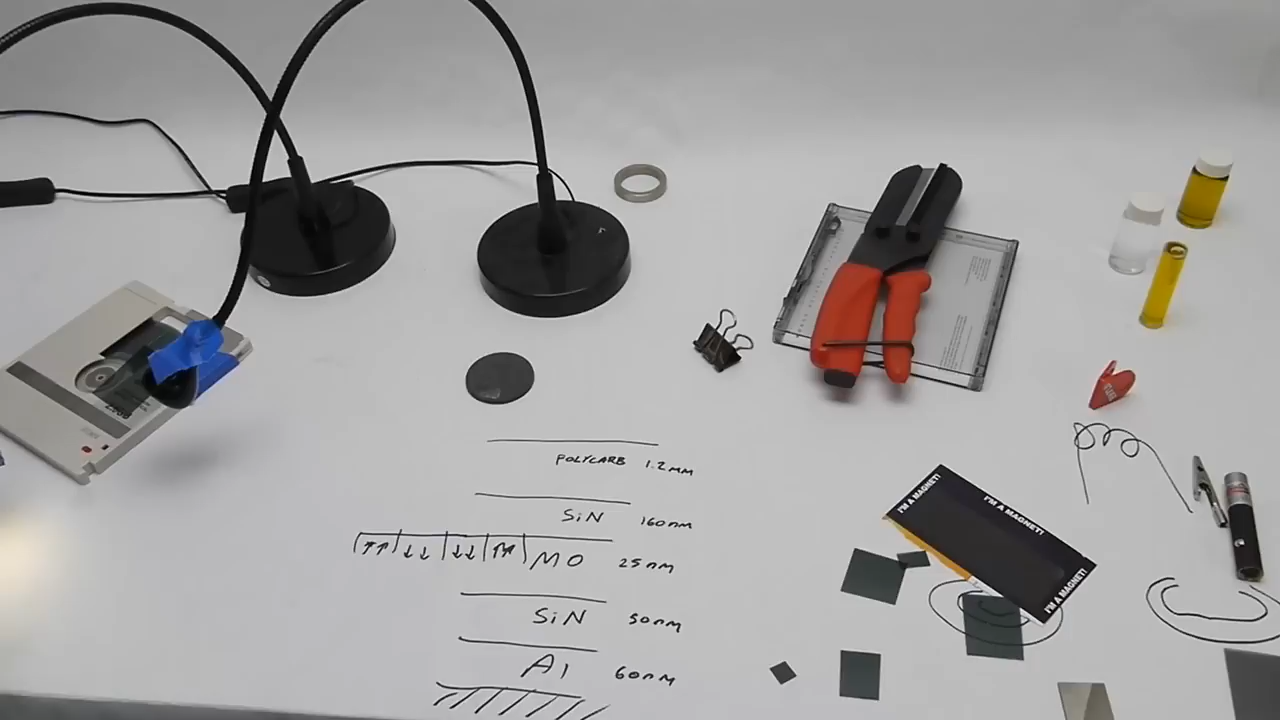 POLYCARB 1.2MM
SiN 160nm
MO 25nm
SiN 50nm
Al 60nm
I'M A MAGNET!
I'M A MAGNET!
I'M A MAGNET!